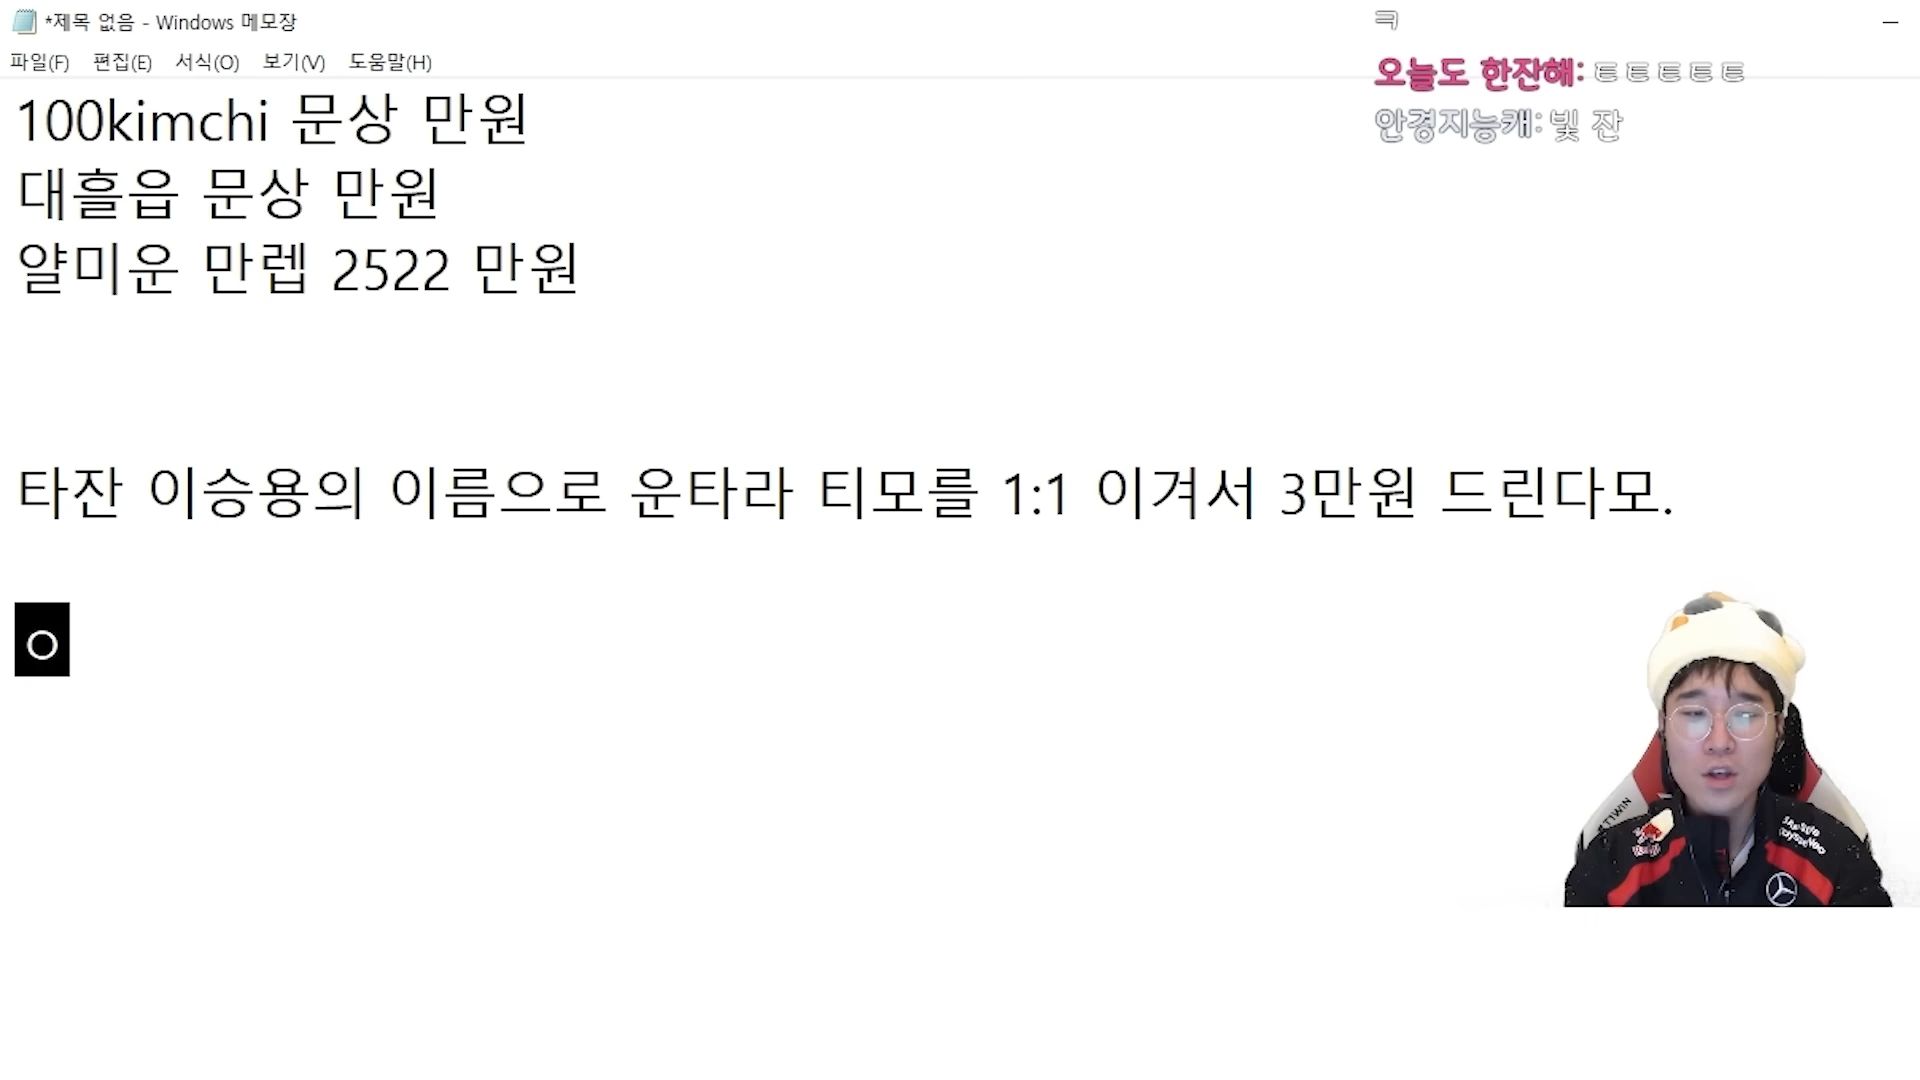 *제목 없음 - Windows 메모장
파일(F) 편집(E) 서식(O) 보기(V) 도움말(H)
ㅋ
오늘도 한잔해: ㅌㅌㅌㅌㅌ
안경지능캐: 빛 잔
100kimchi 문상 만원
대흘읍 문상 만원
얄미운 만렙 2522 만원
타잔 이승용의 이름으로 운타라 티모를 1:1 이겨서 3만원 드린다모.
ㅇ